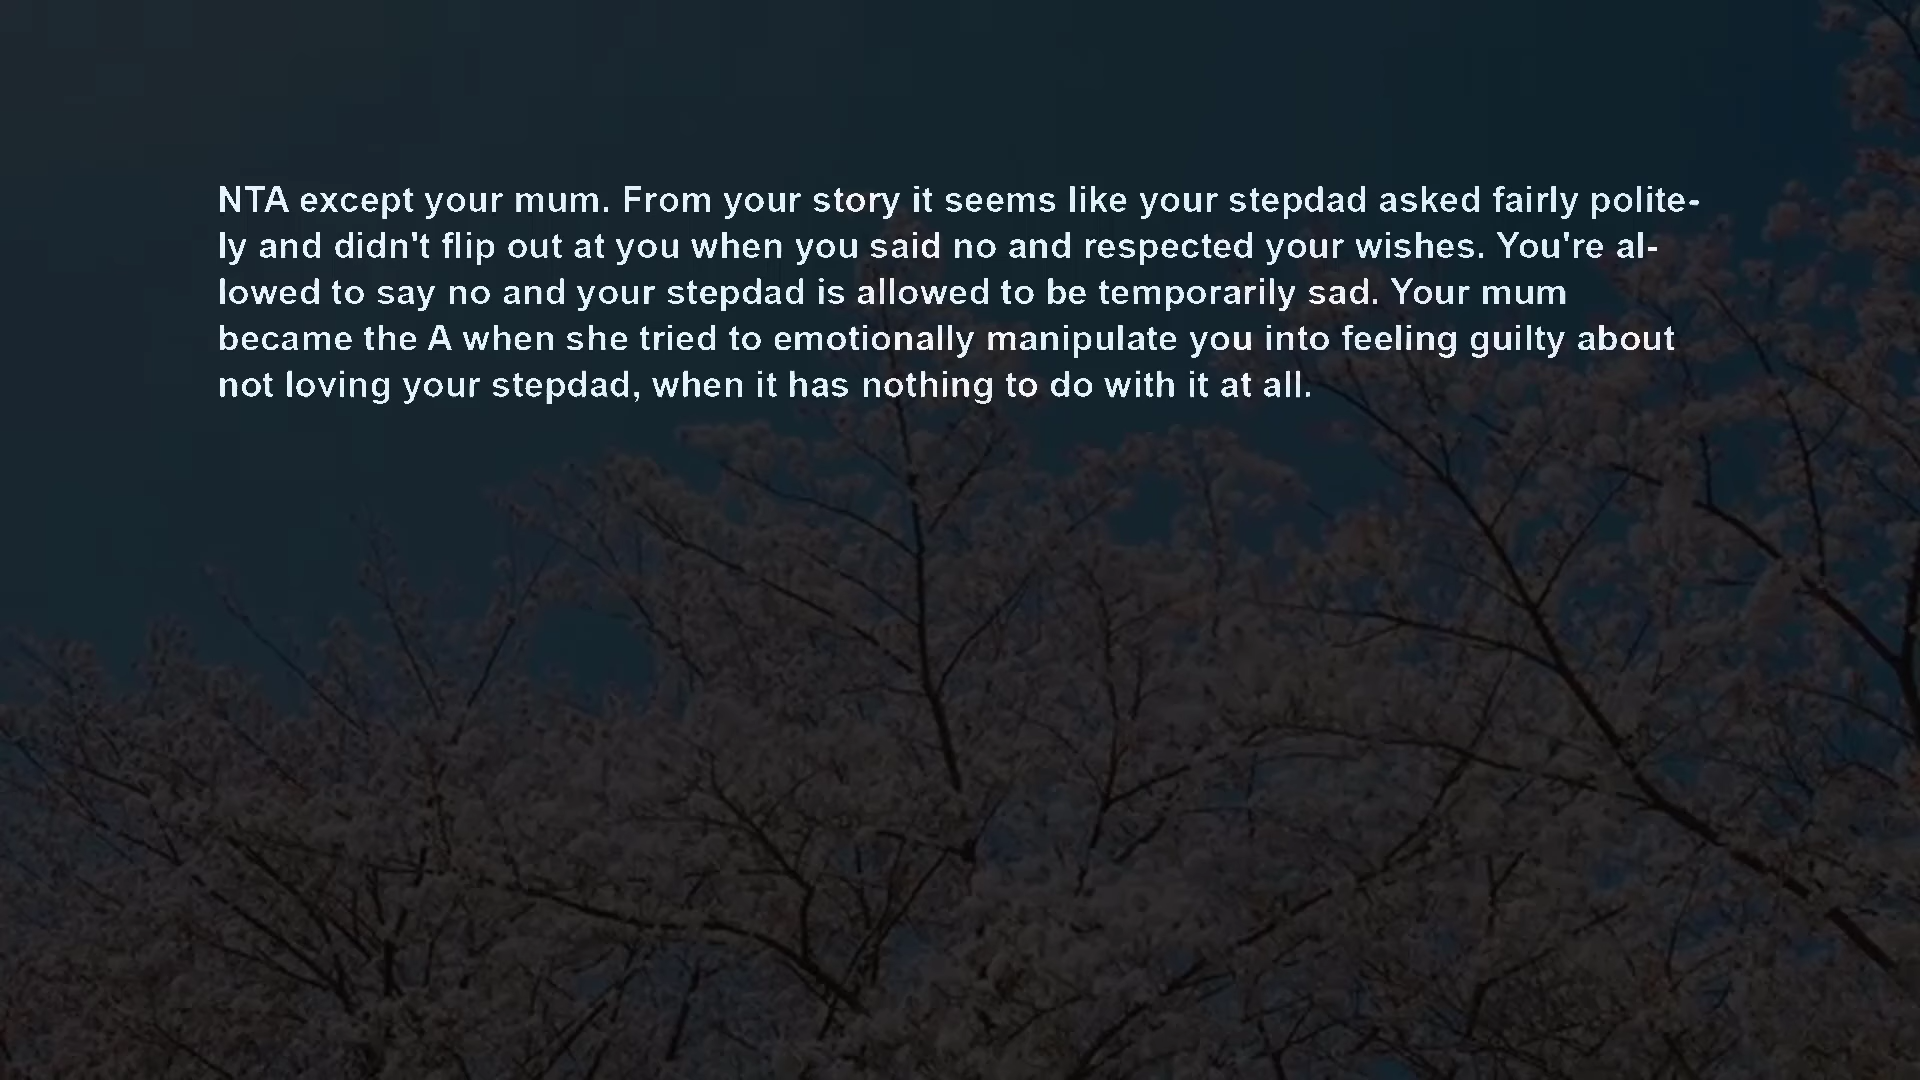 NTA except your mum. From your story it seems like your stepdad asked fairly polite-
ly and didn't flip out at you when you said no and respected your wishes. You're al-
lowed to say no and your stepdad is allowed to be temporarily sad. Your mum
became the A when she tried to emotionally manipulate you into feeling guilty about
not loving your stepdad, when it has nothing to do with it at all.